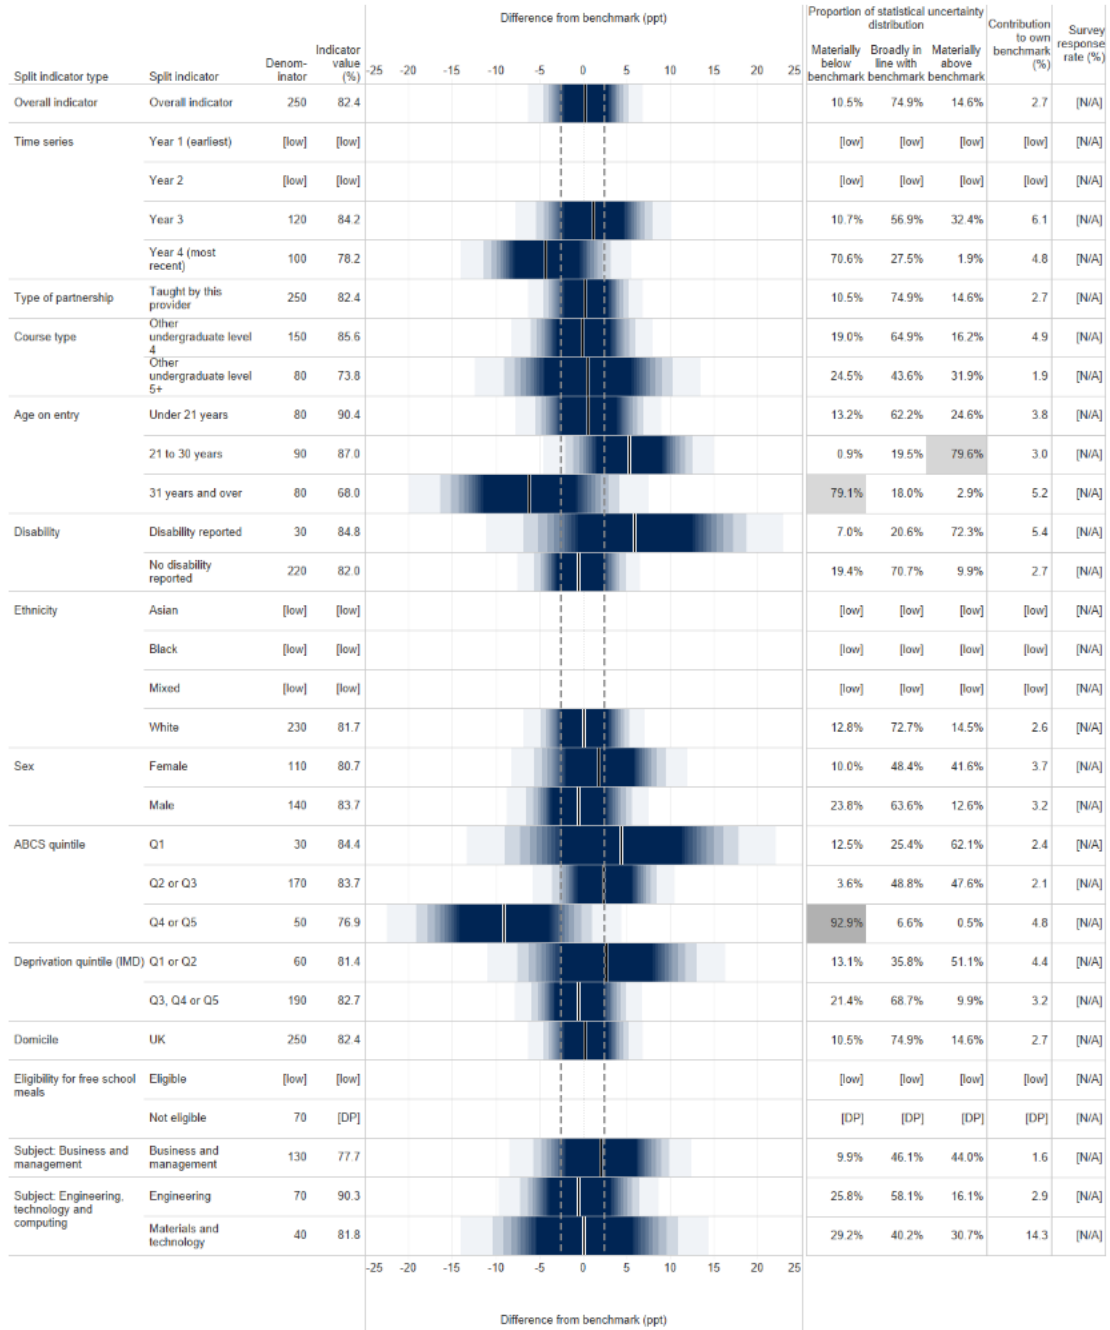 Difference from benchmark (ppt)
Proportion of statistical uncertainty distribution
Contribution to own benchmark (%)
Survey response rate (%)
Split indicator type Split indicator Denom-inator Indicator value (%) -25 -20 -15 -10 -5 0 5 10 15 20 25 Materially below benchmark Broadly in line with benchmark Materially above benchmark
Overall indicator Overall indicator 250 82.4 10.5% 74.9% 14.6% 2.7 [N/A]
Time series Year 1 (earliest) [low] [low] [low] [low] [low] [low] [N/A]
Year 2 [low] [low] [low] [low] [low] [low] [N/A]
Year 3 120 84.2 10.7% 56.9% 32.4% 6.1 [N/A]
Year 4 (most recent) 100 78.2 70.6% 27.5% 1.9% 4.8 [N/A]
Type of partnership Taught by this provider 250 82.4 10.5% 74.9% 14.6% 2.7 [N/A]
Course type Other undergraduate level 4 150 85.6 19.0% 64.9% 16.2% 4.9 [N/A]
Other undergraduate level 5+ 80 73.8 24.5% 43.6% 31.9% 1.9 [N/A]
Age on entry Under 21 years 80 90.4 13.2% 62.2% 24.6% 3.8 [N/A]
21 to 30 years 90 87.0 0.9% 19.5% 79.6% 3.0 [N/A]
31 years and over 80 68.0 79.1% 18.0% 2.9% 5.2 [N/A]
Disability Disability reported 30 84.8 7.0% 20.6% 72.3% 5.4 [N/A]
No disability reported 220 82.0 19.4% 70.7% 9.9% 2.7 [N/A]
Ethnicity Asian [low] [low] [low] [low] [low] [low] [N/A]
Black [low] [low] [low] [low] [low] [low] [N/A]
Mixed [low] [low] [low] [low] [low] [low] [N/A]
White 230 81.7 12.8% 72.7% 14.5% 2.6 [N/A]
Sex Female 110 80.7 10.0% 48.4% 41.6% 3.7 [N/A]
Male 140 83.7 23.8% 63.6% 12.6% 3.2 [N/A]
ABCS quintile Q1 30 84.4 12.5% 25.4% 62.1% 2.4 [N/A]
Q2 or Q3 170 83.7 3.6% 48.8% 47.6% 2.1 [N/A]
Q4 or Q5 50 76.9 92.9% 6.6% 0.5% 4.8 [N/A]
Deprivation quintile (IMD) Q1 or Q2 60 81.4 13.1% 35.8% 51.1% 4.4 [N/A]
Q3, Q4 or Q5 190 82.7 21.4% 68.7% 9.9% 3.2 [N/A]
Domicile UK 250 82.4 10.5% 74.9% 14.6% 2.7 [N/A]
Eligibility for free school meals Eligible [low] [low] [low] [low] [low] [low] [N/A]
Not eligible 70 [DP] [DP] [DP] [DP] [DP] [N/A]
Subject: Business and management Business and management 130 77.7 9.9% 46.1% 44.0% 1.6 [N/A]
Subject: Engineering, technology and computing Engineering 70 90.3 25.8% 58.1% 16.1% 2.9 [N/A]
Materials and technology 40 81.8 29.2% 40.2% 30.7% 14.3 [N/A]
-25 -20 -15 -10 -5 0 5 10 15 20 25
Difference from benchmark (ppt)